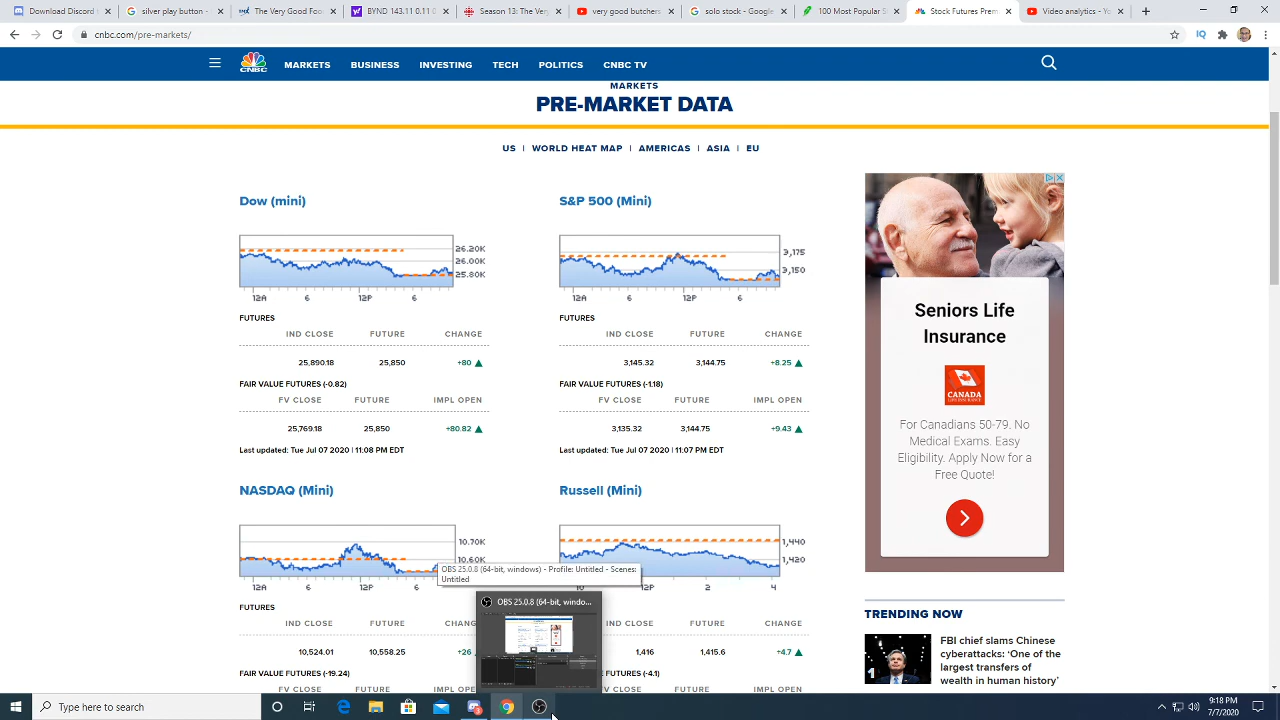 Download Discord
silver play button -
The Very Good Foo
BYND 143.11 0.11 0
Season 13: The Very
very good butchers
solo stock - Google
100 Most Popular S
Stock Futures Prem
Video analytics - Yo
cnbc.com/pre-markets/
CNBC
MARKETS
BUSINESS
INVESTING
TECH
POLITICS
CNBC TV
MARKETS
PRE-MARKET DATA
US | WORLD HEAT MAP | AMERICAS | ASIA | EU
Dow (mini)
26.20K
26.00K
25.80K
12A 6 12P 6
FUTURES
IND CLOSE FUTURE CHANGE
25,890.18 25,850 +80
FAIR VALUE FUTURES (-0.82)
FV CLOSE FUTURE IMPL OPEN
25,769.18 25,850 +80.82
Last updated: Tue Jul 07 2020 | 11:08 PM EDT
S&P 500 (Mini)
3,175
3,150
12A 6 12P 6
FUTURES
IND CLOSE FUTURE CHANGE
3,145.32 3,144.75 +8.25
FAIR VALUE FUTURES (-1.18)
FV CLOSE FUTURE IMPL OPEN
3,135.32 3,144.75 +9.43
Last updated: Tue Jul 07 2020 | 11:07 PM EDT
NASDAQ (Mini)
10.70K
10.60K
12A 6 12P 6
FUTURES
IND CLOSE FUTURE CHANG
10,524.01 10,558.25 +26
FAIR VALUE FUTURES (-19.24)
FV CLOSE FUTURE IMPL
Russell (Mini)
1,440
1,420
10 12P 2 4
IND CLOSE FUTURE CHANGE
1,416 1,415.6 +4.7
FUTURES (-4.1)
FV CLOSE FUTURE IMPL OPEN
OBS 25.0.8 (64-bit, windows) - Profile: Untitled - Scenes:
Untitled
OBS 25.0.8 (64-bit, windo...
Seniors Life
Insurance
CANADA
LIFE INSURANCE
For Canadians 50-79. No
Medical Exams. Easy
Eligibility. Apply Now for a
Free Quote!
TRENDING NOW
1
FBI chief slams Chinese
cyberattacks: ‘One of the
largest transfers of
wealth in human history’
Type here to search
9:18 PM
7/7/2020